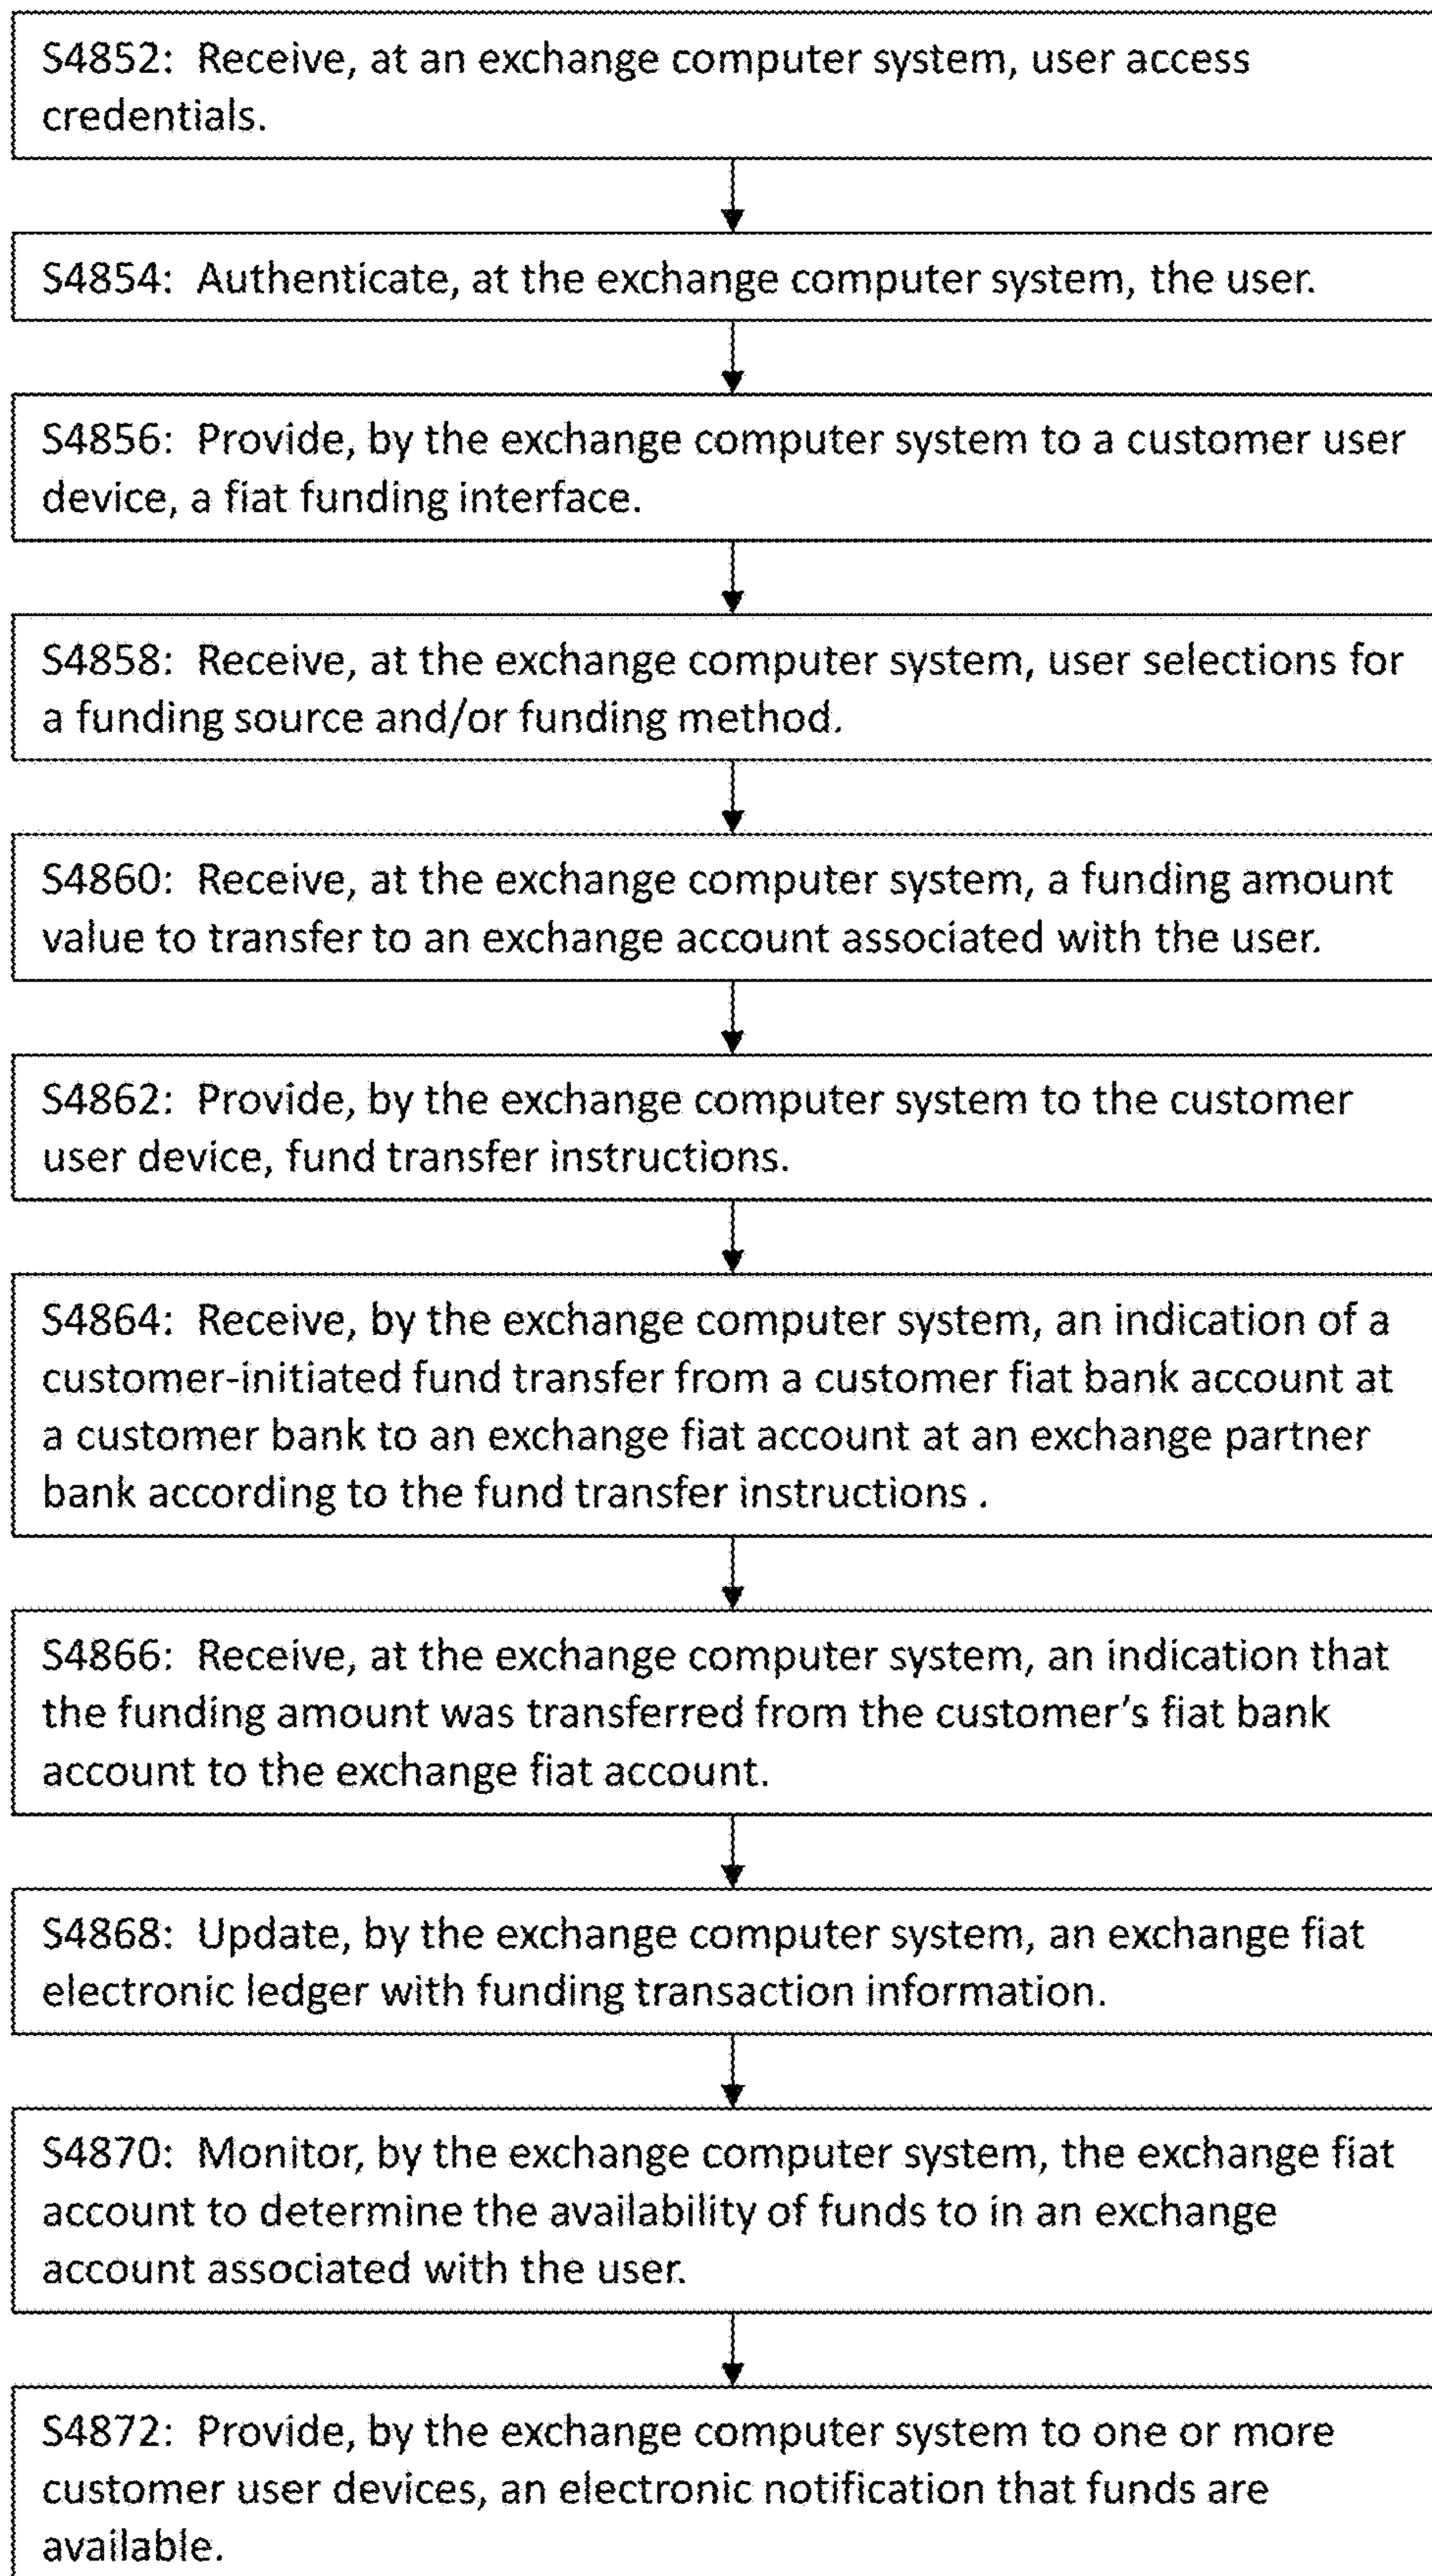 S4852: Receive, at an exchange computer system, user access
credentials.
S4854: Authenticate, at the exchange computer system, the user.
S4856: Provide, by the exchange computer system to a customer user
device, a fiat funding interface.
S4858: Receive, at the exchange computer system, user selections for
a funding source and/or funding method.
S4860: Receive, at the exchange computer system, a funding amount
value to transfer to an exchange account associated with the user.
S4862: Provide, by the exchange computer system to the customer
user device, fund transfer instructions.
S4864: Receive, by the exchange computer system, an indication of a
customer-initiated fund transfer from a customer fiat bank account at
a customer bank to an exchange fiat account at an exchange partner
bank according to the fund transfer instructions .
S4866: Receive, at the exchange computer system, an indication that
the funding amount was transferred from the customer's fiat bank
account to the exchange fiat account.
S4868: Update, by the exchange computer system, an exchange fiat
electronic ledger with funding transaction information.
S4870: Monitor, by the exchange computer system, the exchange fiat
account to determine the availability of funds to in an exchange
account associated with the user.
S4872: Provide, by the exchange computer system to one or more
customer user devices, an electronic notification that funds are
available.